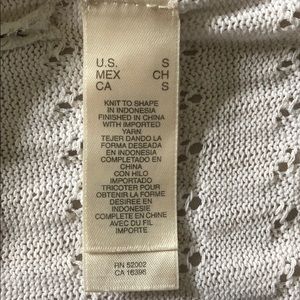 U.S. S
MEX CH
CA S
KNIT TO SHAPE
IN INDONESIA
FINISHED IN CHINA
WITH IMPORTED
YARN
TEJER DANDO LA
FORMA DESEADA
EN INDONESIA
COMPLETADO EN
CHINA
CON HILO
IMPORTADO
TRICOTER POUR
OBTENIR LA FORME
DESIREE EN
INDONESIE
COMPLETE EN CHINE
AVEC DU FIL
IMPORTE
RN 52002
CA 16396